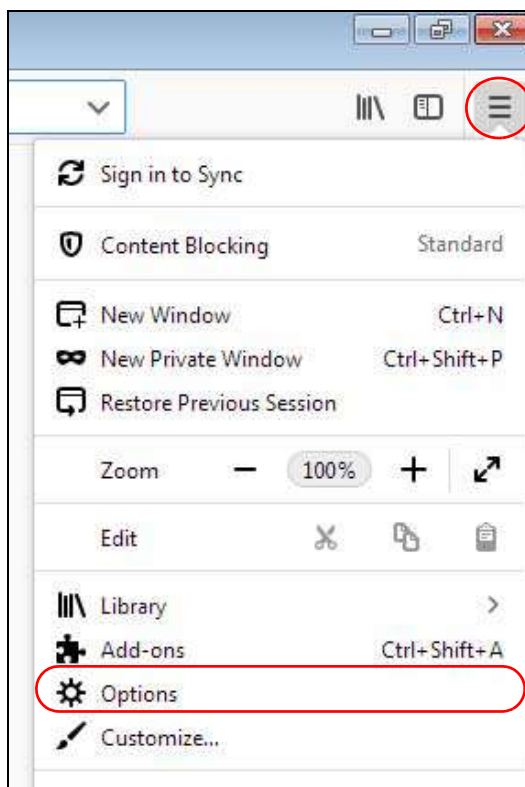 Sign in to Sync
Content Blocking Standard
New Window Ctrl+N
New Private Window Ctrl+Shift+P
Restore Previous Session
Zoom 100%
Edit
Library
Add-ons Ctrl+Shift+A
Options
Customize...